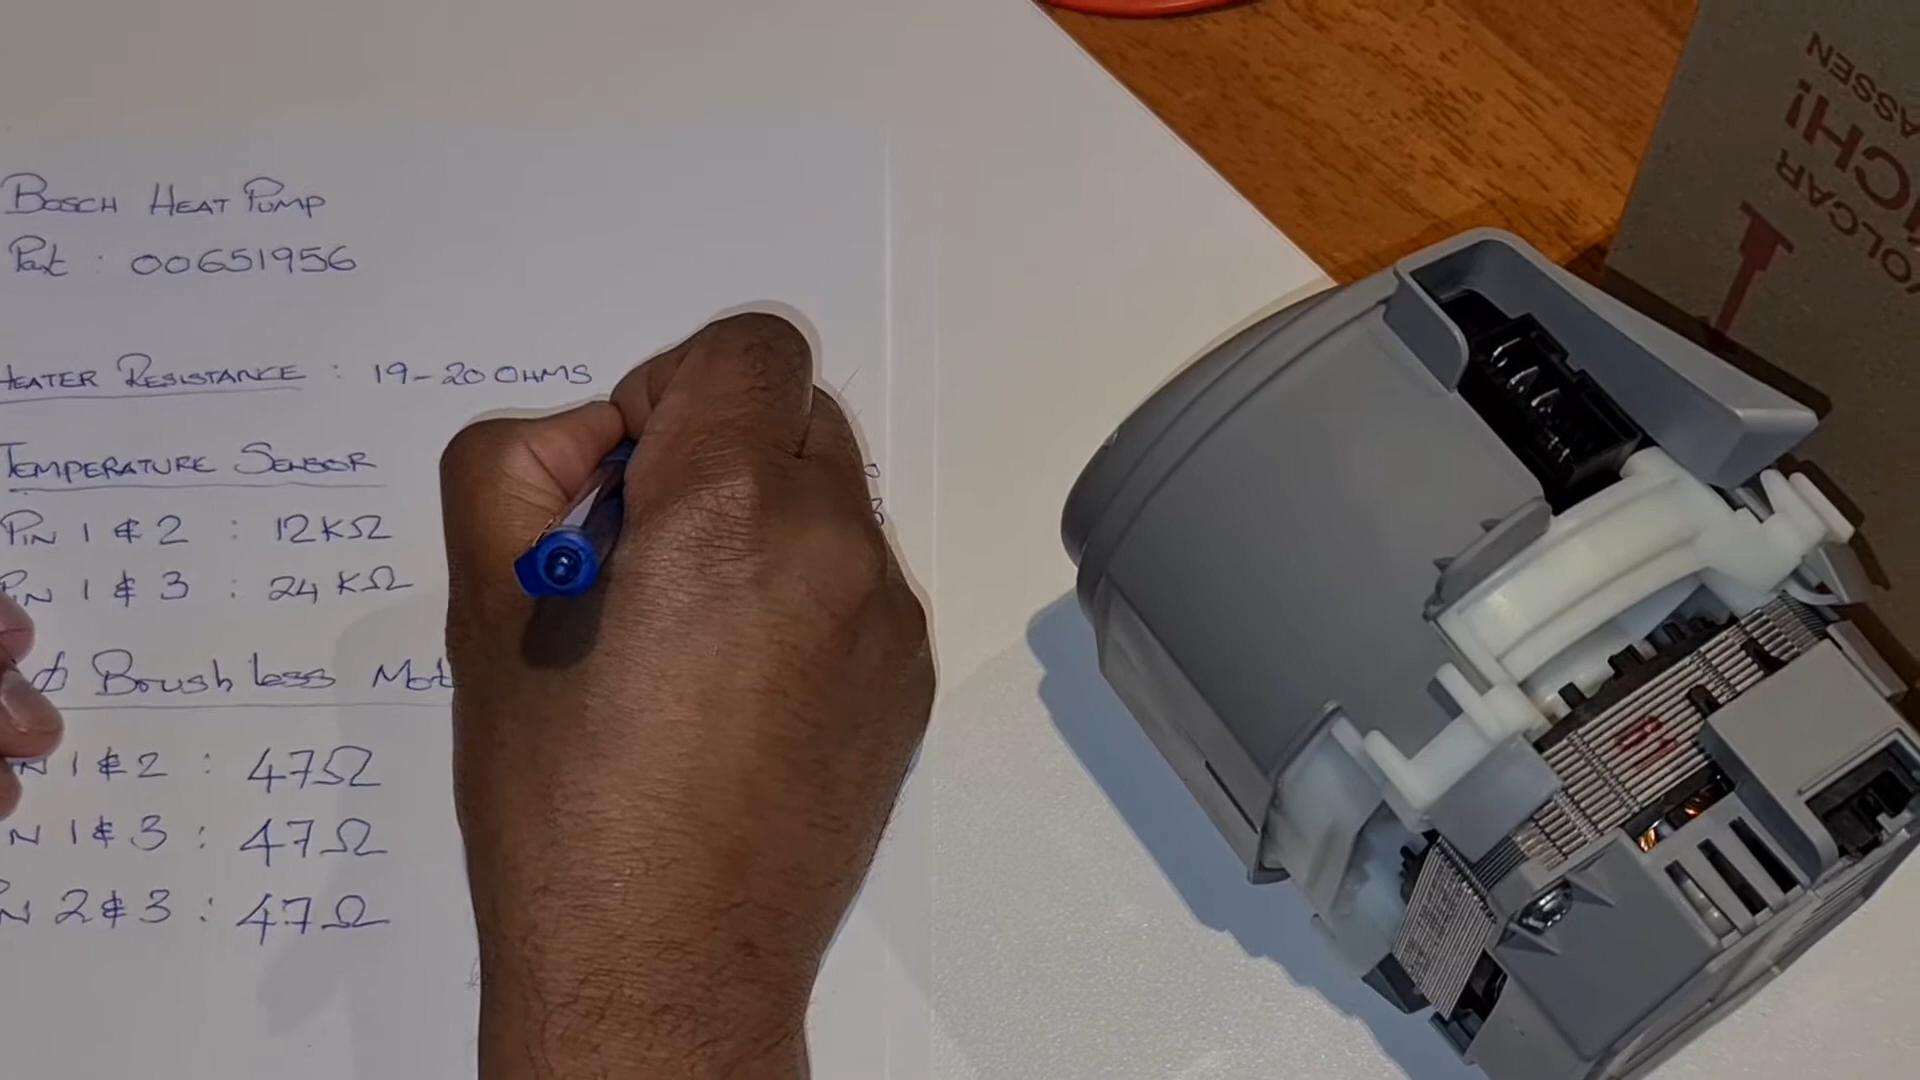 BOSCH HEAT PUMP
Part : 00651956
HEATER RESISTANCE : 19-20 OHMS
TEMPERATURE SENSOR
PIN 1 & 2 : 12KΩ
PIN 1 & 3 : 24KΩ
ϕ Brushless Mot
N 1 & 2 : 47Ω
N 1 & 3 : 47Ω
N 2 & 3 : 47Ω